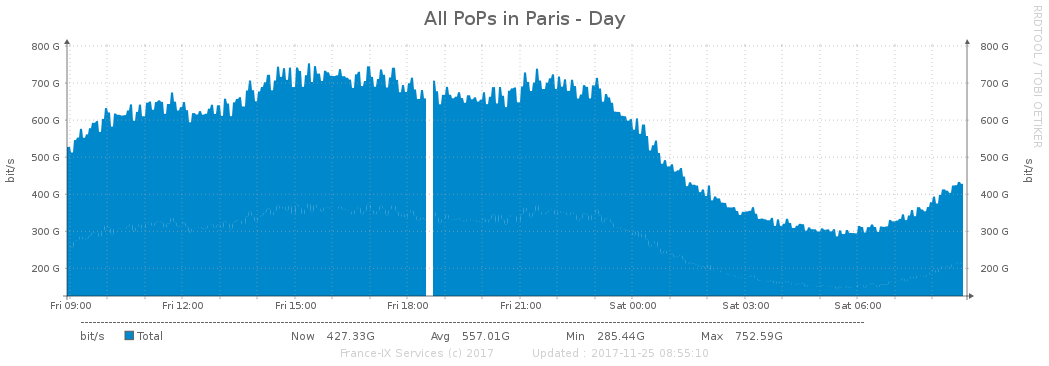 All PoPs in Paris - Day
RRDTOOL / TOBI OETIKER
800 G 800 G
700 G 700 G
600 G 600 G
500 G 500 G
400 G 400 G
300 G 300 G
200 G 200 G
bit/s bit/s
Fri 09:00 Fri 12:00 Fri 15:00 Fri 18:00 Fri 21:00 Sat 00:00 Sat 03:00 Sat 06:00
bit/s Total Now 427.33G Avg 557.01G Min 285.44G Max 752.59G
France-IX Services (c) 2017 Updated : 2017-11-25 08:55:10